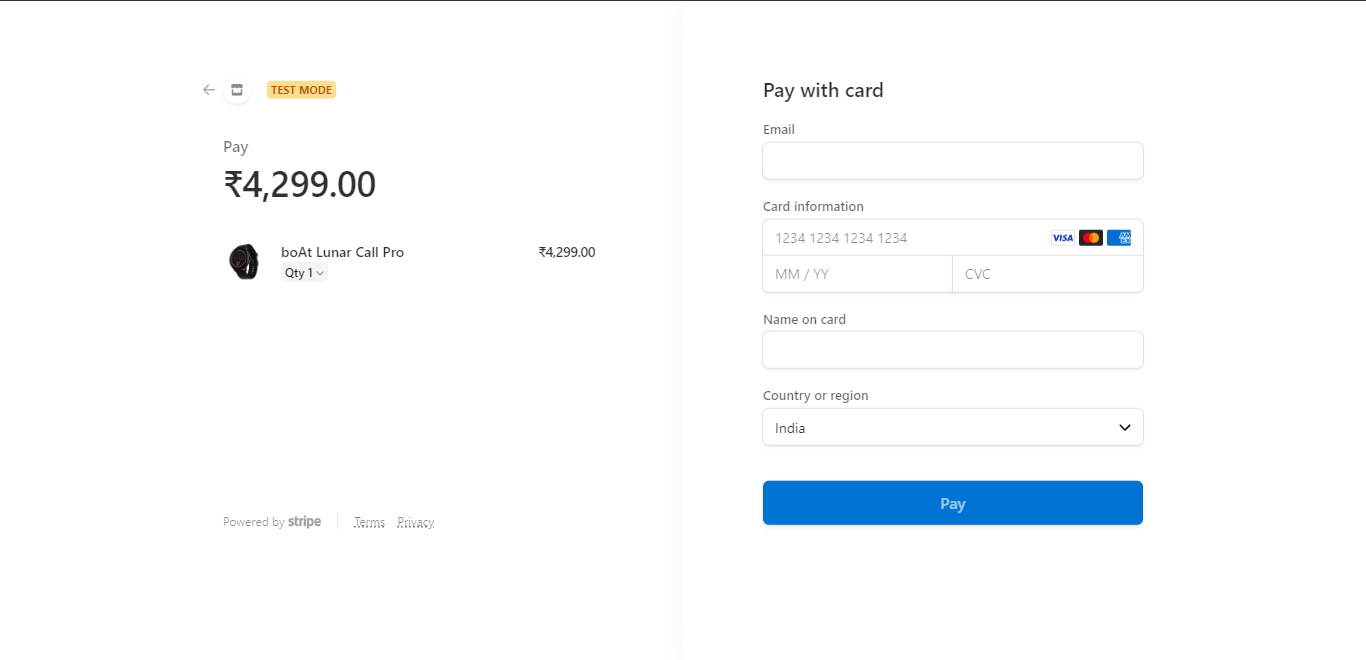 TEST MODE
Pay
₹4,299.00
boAt Lunar Call Pro ₹4,299.00
Qty 1
Powered by stripe Terms Privacy
Pay with card
Email
Card information
1234 1234 1234 1234 VISA AM EX
MM / YY CVC
Name on card
Country or region
India
Pay